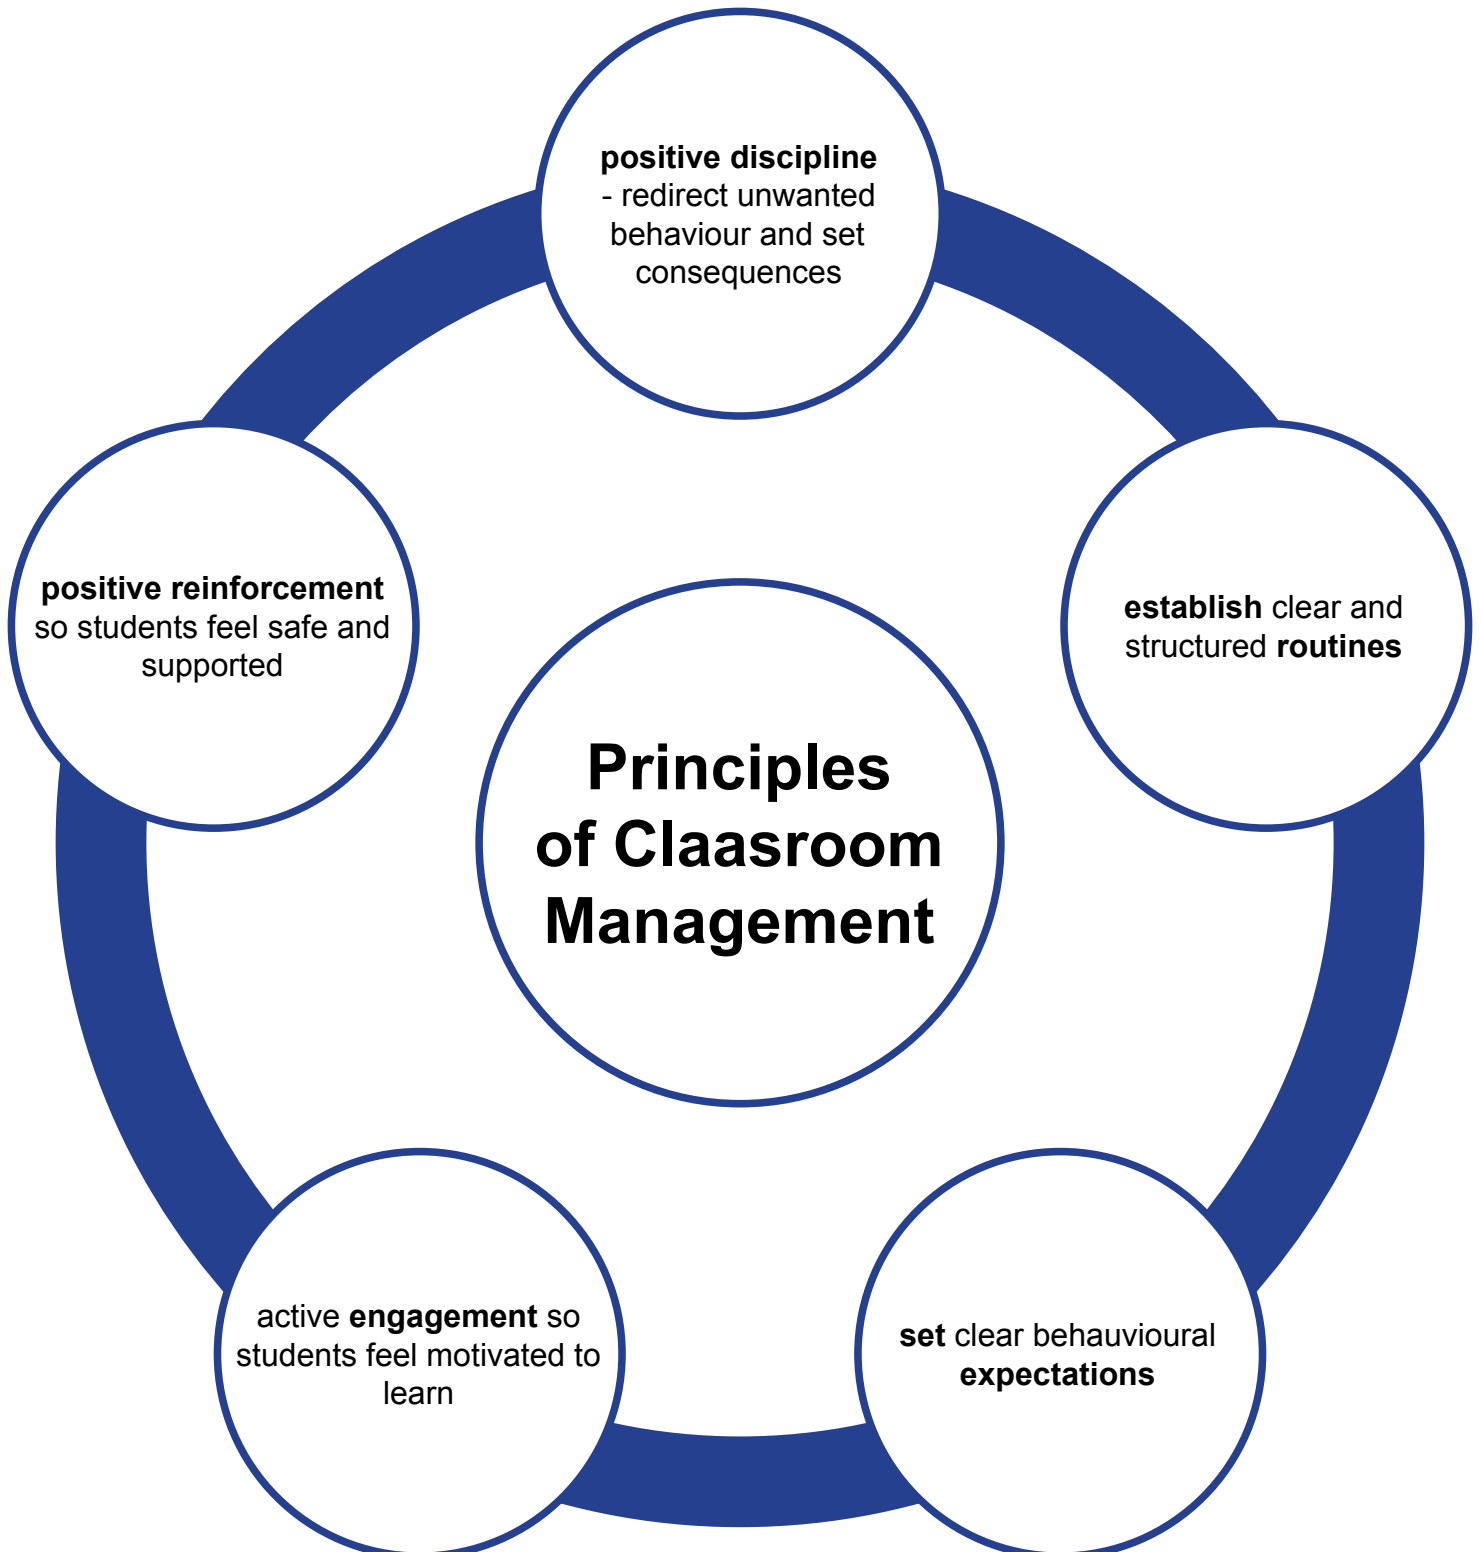 positive discipline
- redirect unwanted
behaviour and set
consequences
positive reinforcement
so students feel safe and
supported
establish clear and
structured routines
Principles
of Claasroom
Management
active engagement so
students feel motivated to
learn
set clear behauvioural
expectations